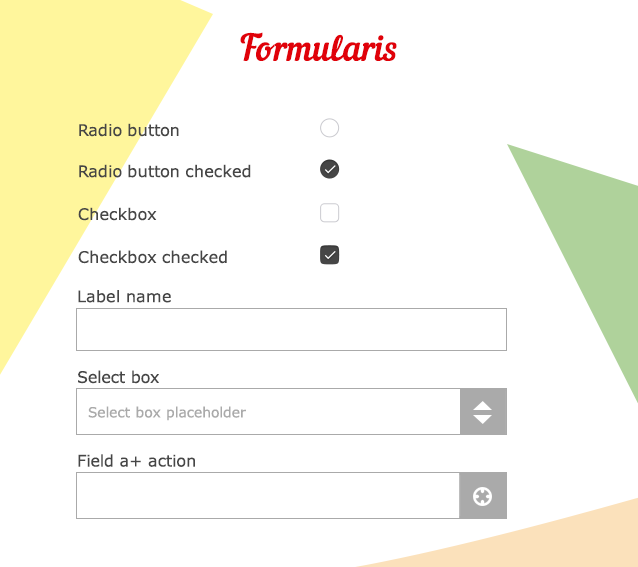 Formularis
Radio button
Radio button checked
Checkbox
Checkbox checked
Label name
Select box
Select box placeholder
Field a+ action